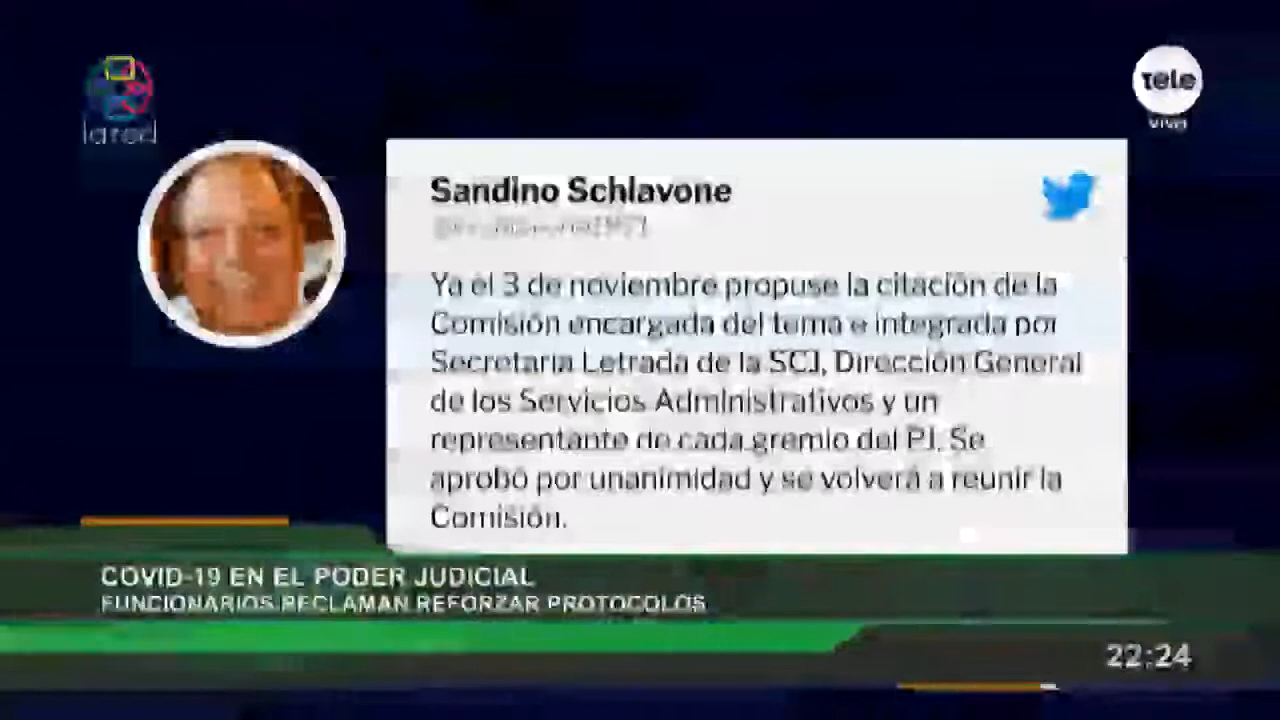 la red
tele
VIVO
Sandino Schiavone
Ya el 3 de noviembre propuse la citación de la
Comisión encargada del tema e integrada por
Secretaria Letrada de la SCJ, Dirección General
de los Servicios Administrativos y un
representante de cada gremio del PJ. Se
aprobó por unanimidad y se volverá a reunir la
Comisión.
COVID-19 EN EL PODER JUDICIAL
FUNCIONARIOS RECLAMAN REFORZAR PROTOCOLOS
22:24